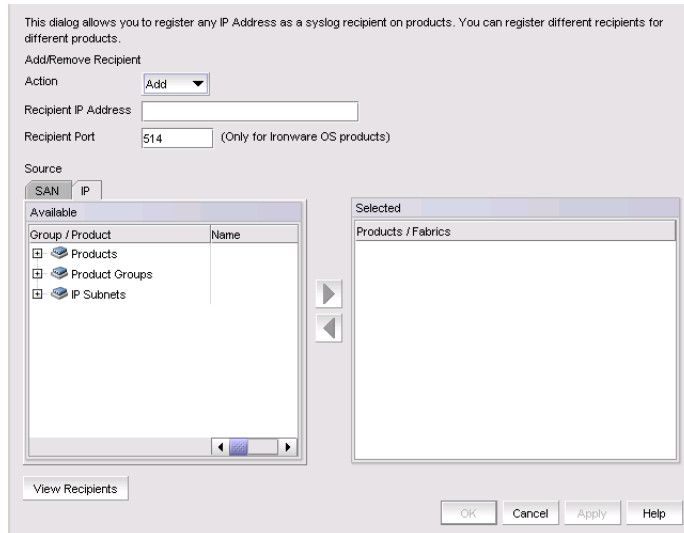 This dialog allows you to register any IP Address as a syslog recipient on products. You can register different recipients for
different products.
Add/Remove Recipient
Action
Add
Recipient IP Address
Recipient Port
514
(Only for Ironware OS products)
Source
SAN
IP
Available
Group / Product
Name
Products
Product Groups
IP Subnets
Selected
Products / Fabrics
View Recipients
OK
Cancel
Apply
Help